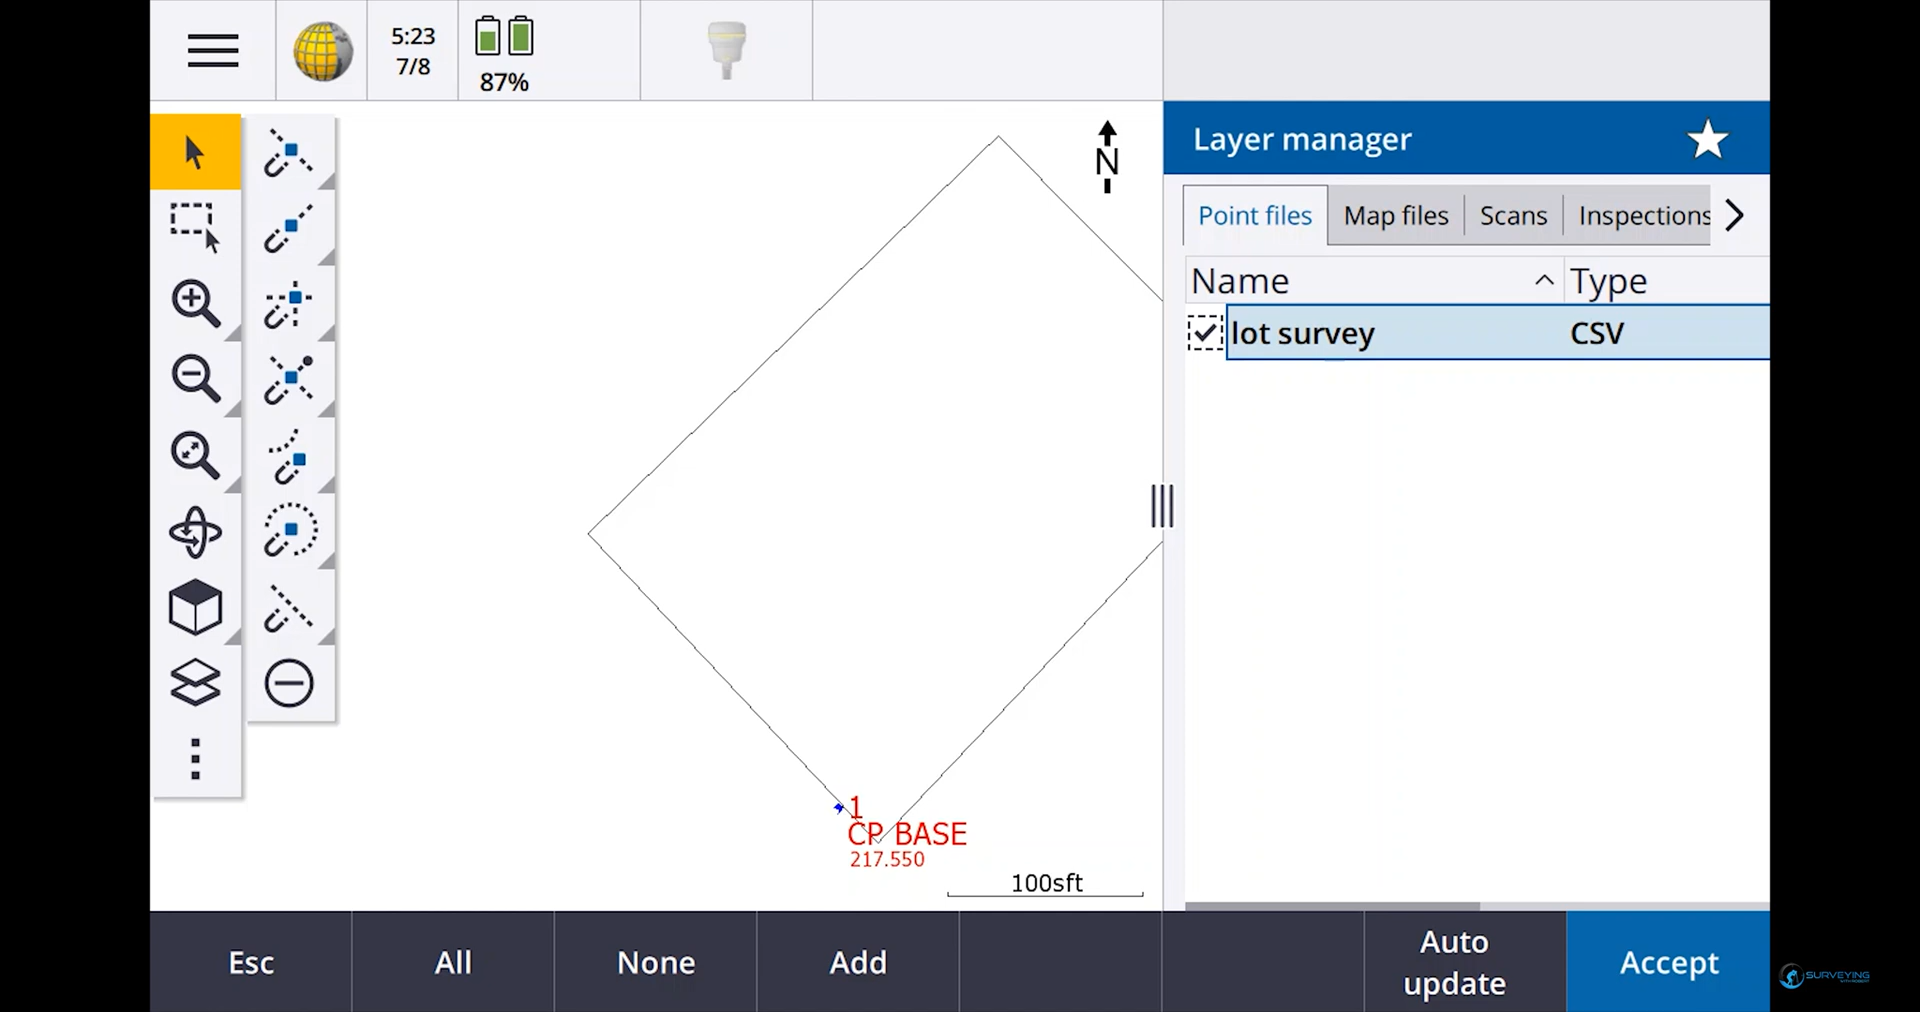 5:23
7/8
87%
N
Layer manager
Point files
Map files
Scans
Inspections
Name
Type
lot survey
CSV
1
CP BASE
217.550
100sft
Esc
All
None
Add
Auto
update
Accept
SURVEYING